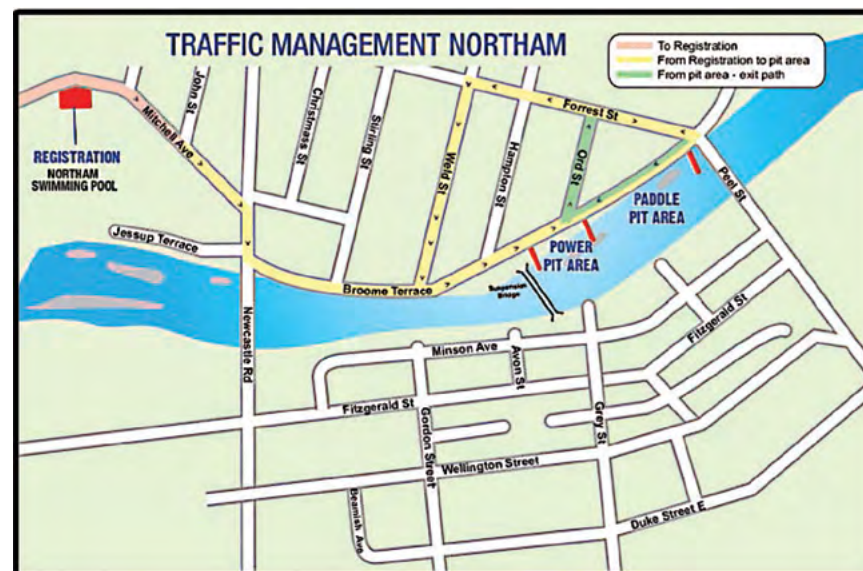 TRAFFIC MANAGEMENT NORTHAM
To Registration
From Registration to pit area
From pit area - exit path
John St
Christmass St
Stirling St
Mitchell Ave
Weld St
Hampton St
Forrest St
Ord St
REGISTRATION
NORTHAM
SWIMMING POOL
PADDLE
PIT AREA
Peel St
Jessup Terrace
POWER
PIT AREA
Broome Terrace
Suspension
Bridge
Newcastle Rd
Minson Ave
Avon St
Fitzgerald St
Fitzgerald St
Gordon Street
Grey St
Wellington Street
Beamish Ave
Duke Street E